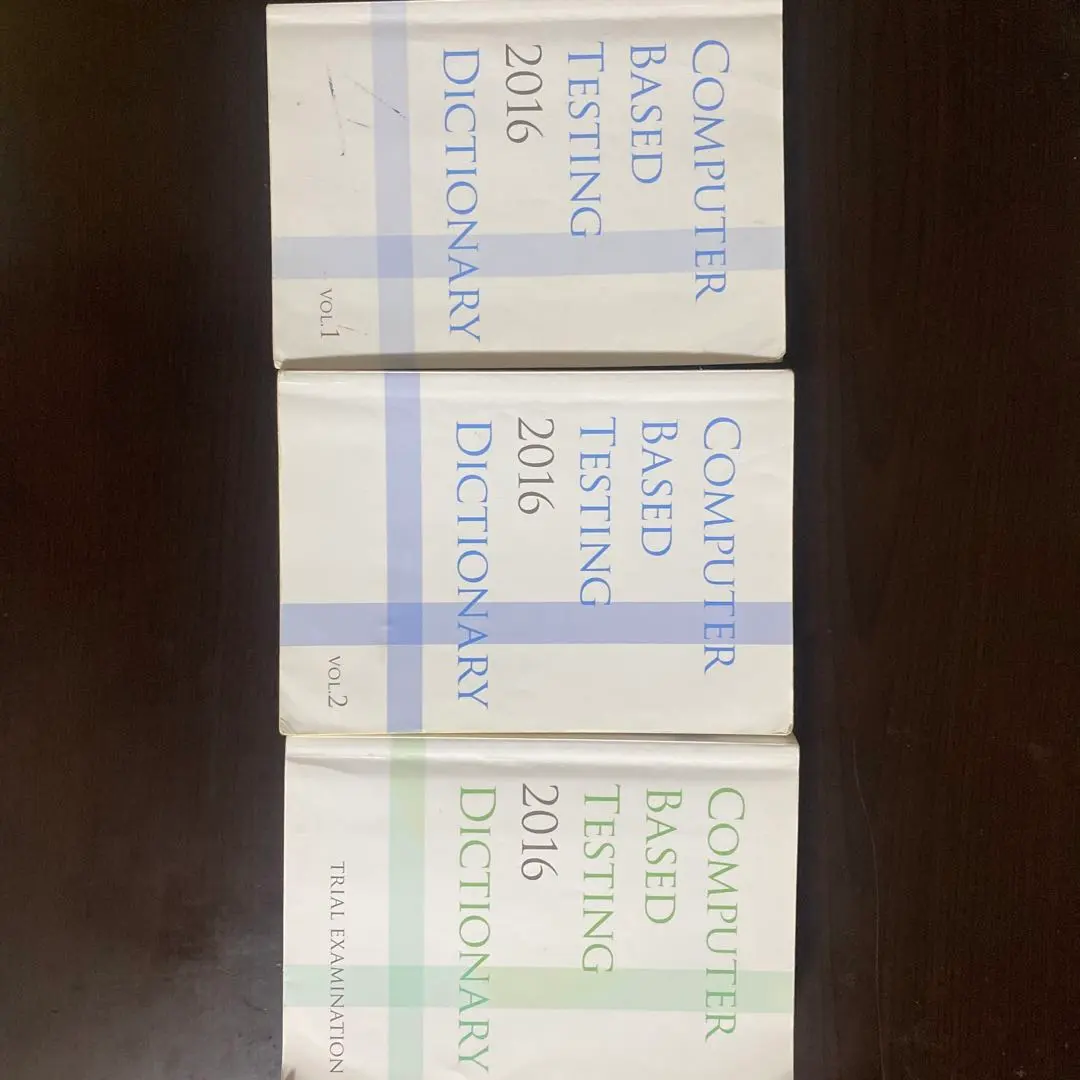 COMPUTER
BASED
TESTING
2016
DICTIONARY
VOL.1
COMPUTER
BASED
TESTING
2016
DICTIONARY
VOL.2
COMPUTER
BASED
TESTING
2016
DICTIONARY
TRIAL EXAMINATION